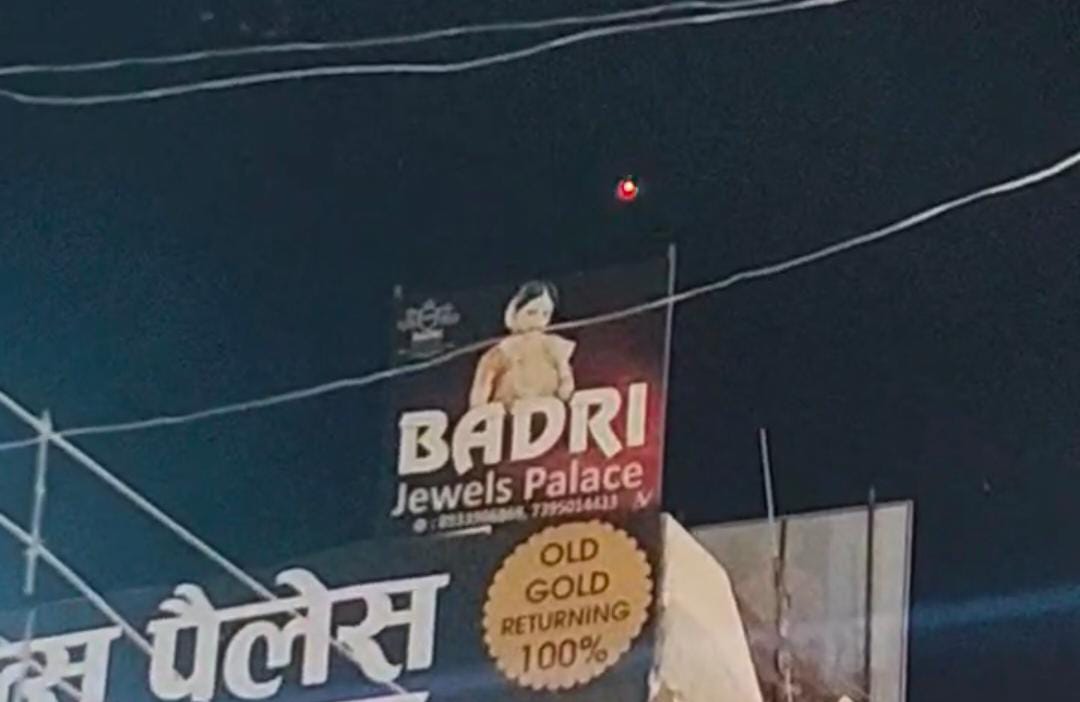 BADRI
Jewels Palace
OLD
GOLD
RETURNING
100%
पैलेस